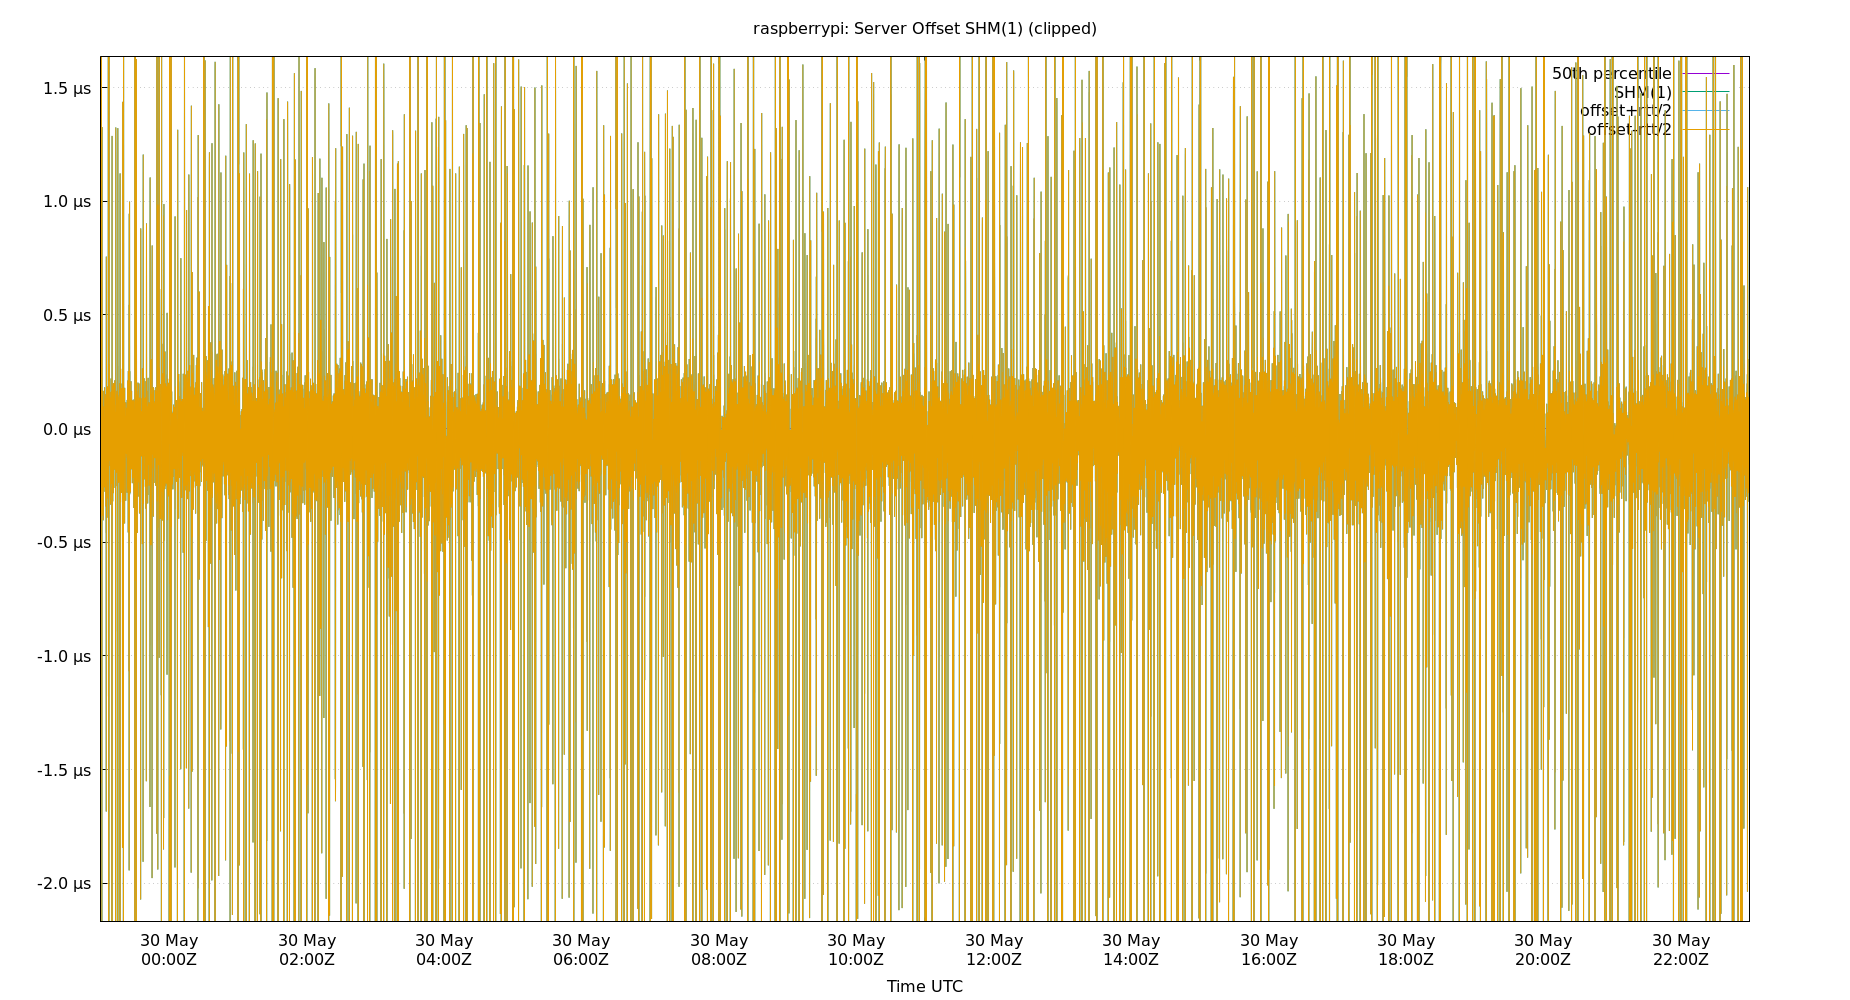 raspberrypi: Server Offset SHM(1) (clipped)
50th percentile
SHM(1)
offset+rtt/2
offset-rtt/2
1.5 µs
1.0 µs
0.5 µs
0.0 µs
-0.5 µs
-1.0 µs
-1.5 µs
-2.0 µs
30 May 30 May 30 May 30 May 30 May 30 May 30 May 30 May 30 May 30 May 30 May 30 May
00:00Z 02:00Z 04:00Z 06:00Z 08:00Z 10:00Z 12:00Z 14:00Z 16:00Z 18:00Z 20:00Z 22:00Z
Time UTC